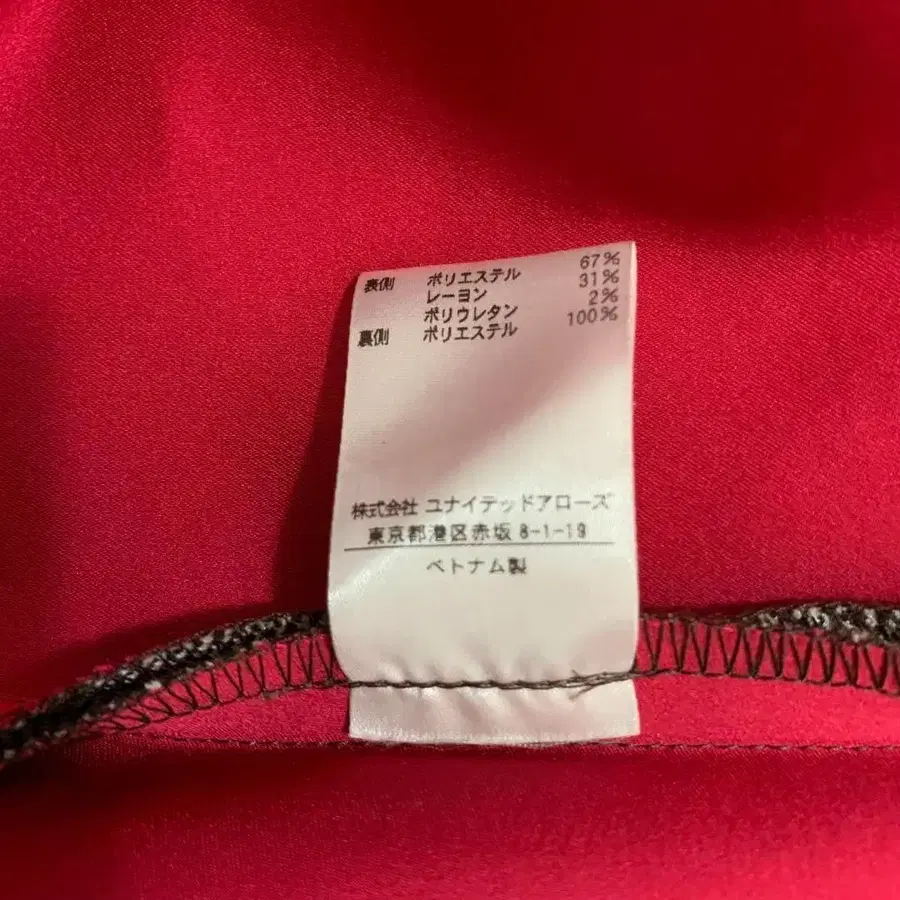 表側 ポリエステル 67%
レーヨン 31%
ポリウレタン 2%
裏側 ポリエステル 100%
株式会社 ユナイテッドアローズ
東京都港区赤坂 8-1-19
ベトナム製